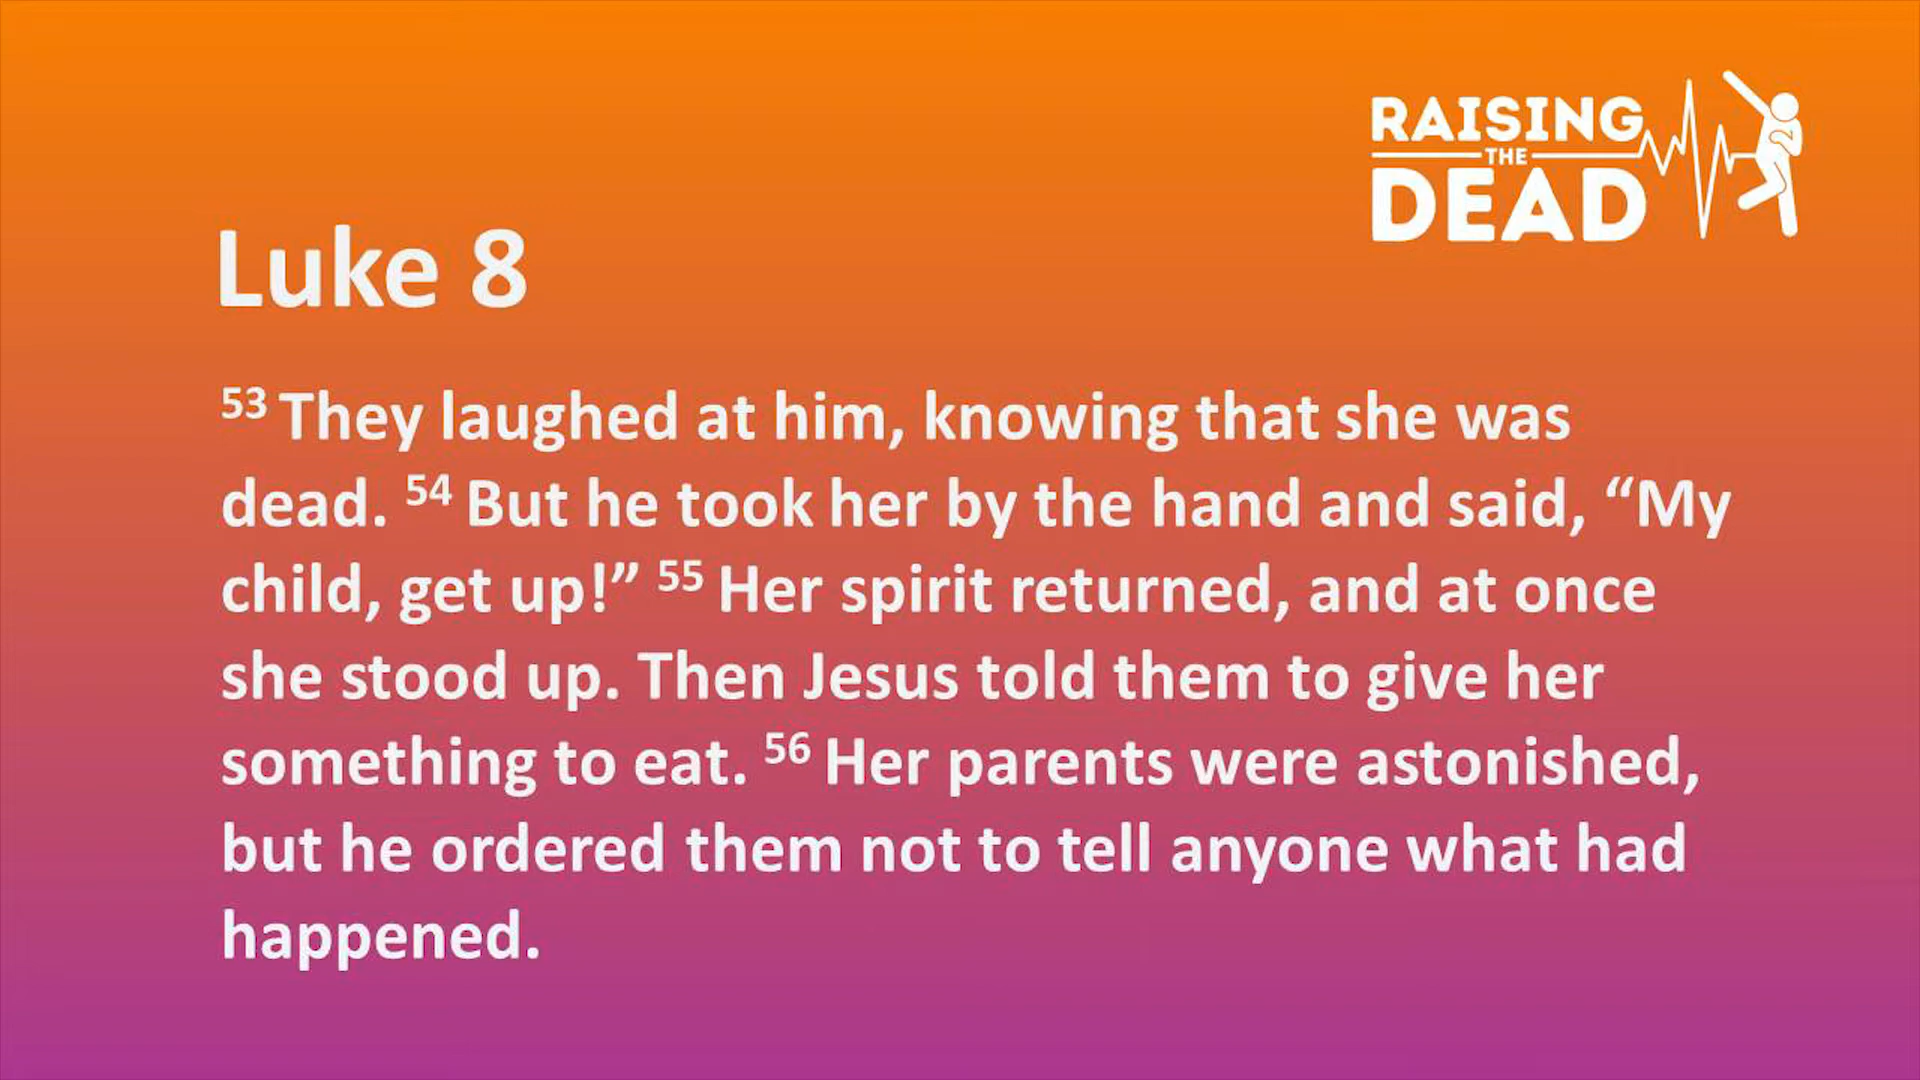 RAISING
THE
DEAD
Luke 8
53 They laughed at him, knowing that she was
dead. 54 But he took her by the hand and said, “My
child, get up!” 55 Her spirit returned, and at once
she stood up. Then Jesus told them to give her
something to eat. 56 Her parents were astonished,
but he ordered them not to tell anyone what had
happened.